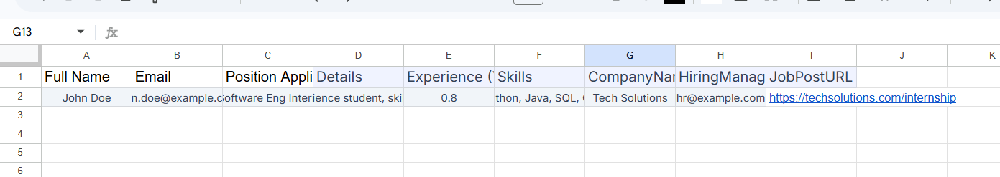 G13 fx
A B C D E F G H I J K
1 Full Name Email Position Appli Details Experience ( Skills CompanyNar HiringManag JobPostURL
2 John Doe n.doe@example.c Software Eng Inter ience student, skil 0.8 thon, Java, SQL, Tech Solutions hr@example.com https://techsolutions.com/internship
3
4
5
6